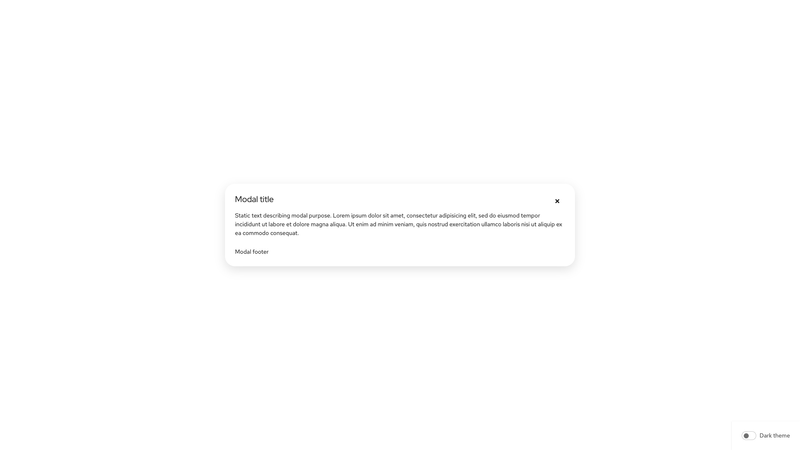 Modal title
Static text describing modal purpose. Lorem ipsum dolor sit amet, consectetur adipisicing elit, sed do eiusmod tempor
incididunt ut labore et dolore magna aliqua. Ut enim ad minim veniam, quis nostrud exercitation ullamco laboris nisi ut aliquip ex
ea commodo consequat.
Modal footer
Dark theme